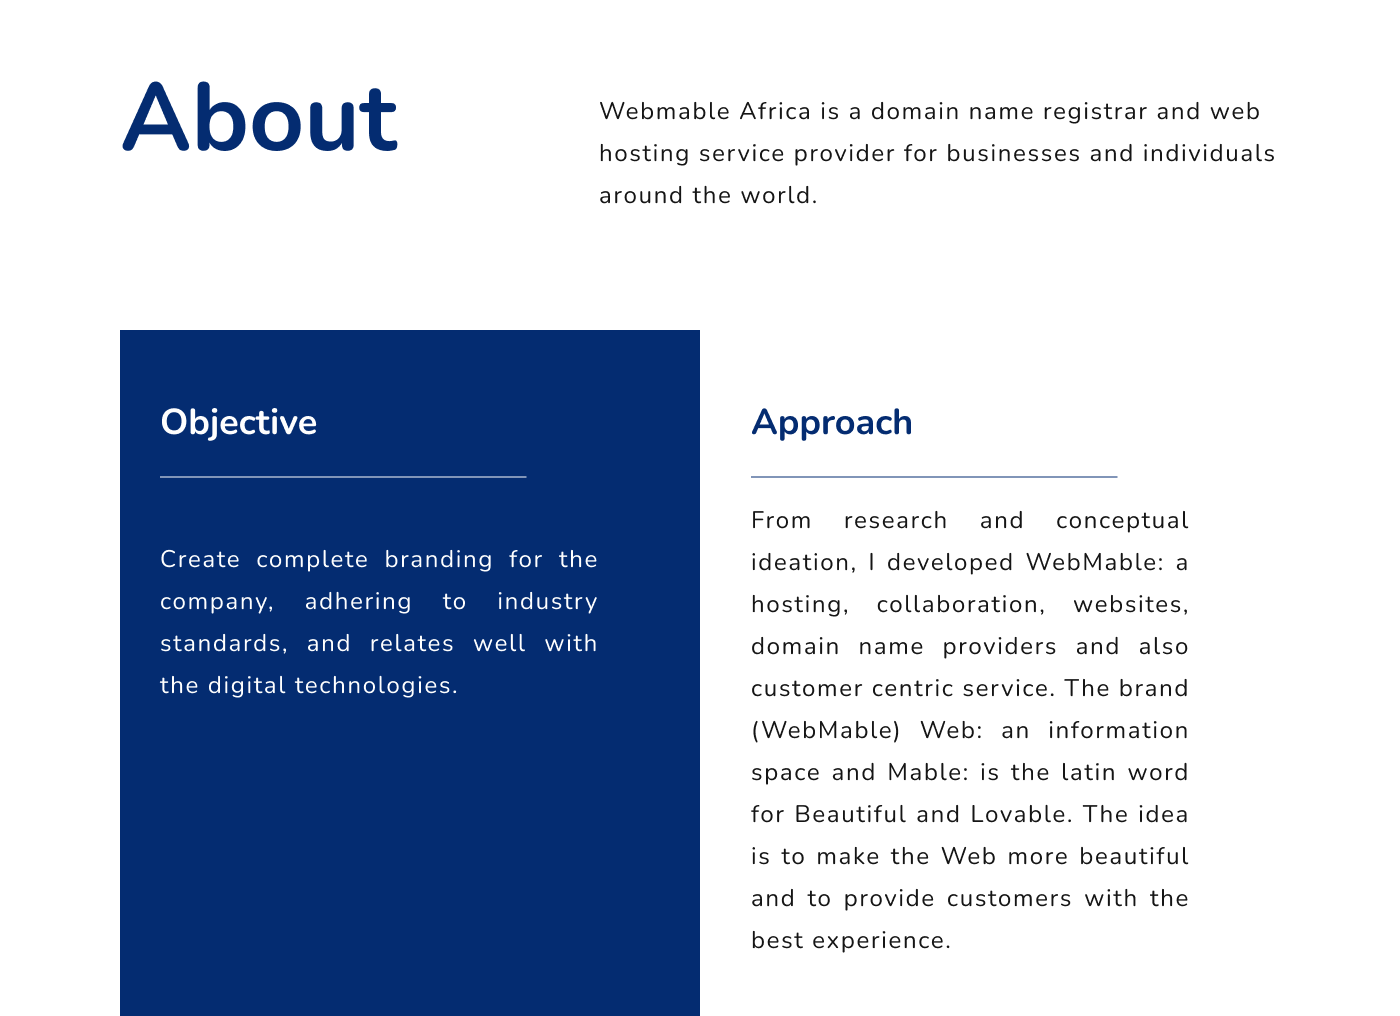 About
Webmable Africa is a domain name registrar and web
hosting service provider for businesses and individuals
around the world.
Objective
Create complete branding for the
company, adhering to industry
standards, and relates well with
the digital technologies.
Approach
From research and conceptual
ideation, I developed WebMable: a
hosting, collaboration, websites,
domain name providers and also
customer centric service. The brand
(WebMable) Web: an information
space and Mable: is the latin word
for Beautiful and Lovable. The idea
is to make the Web more beautiful
and to provide customers with the
best experience.